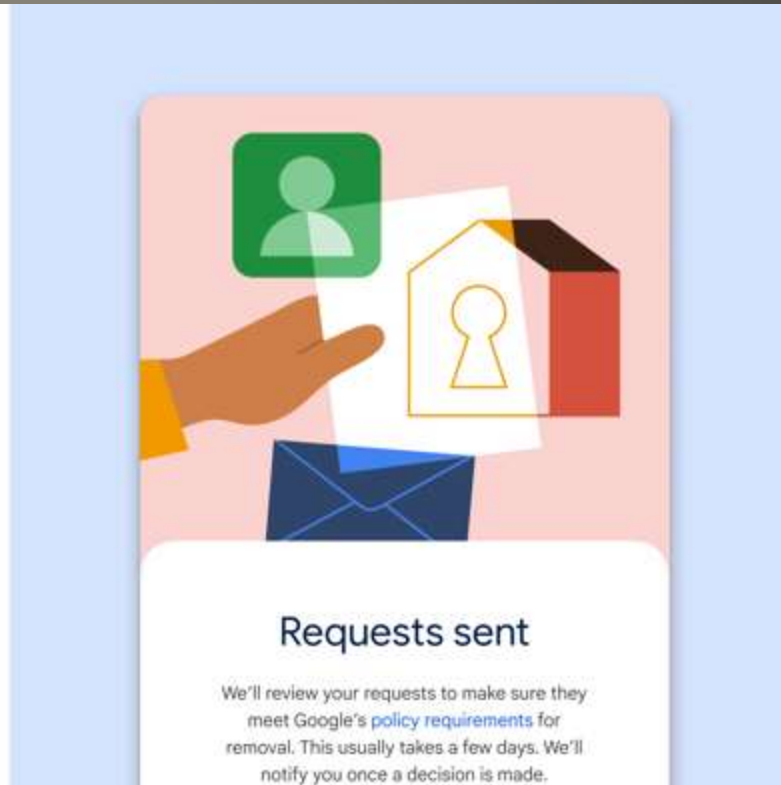 Requests sent
We'll review your requests to make sure they
meet Google's policy requirements for
removal. This usually takes a few days. We'll
notify you once a decision is made.